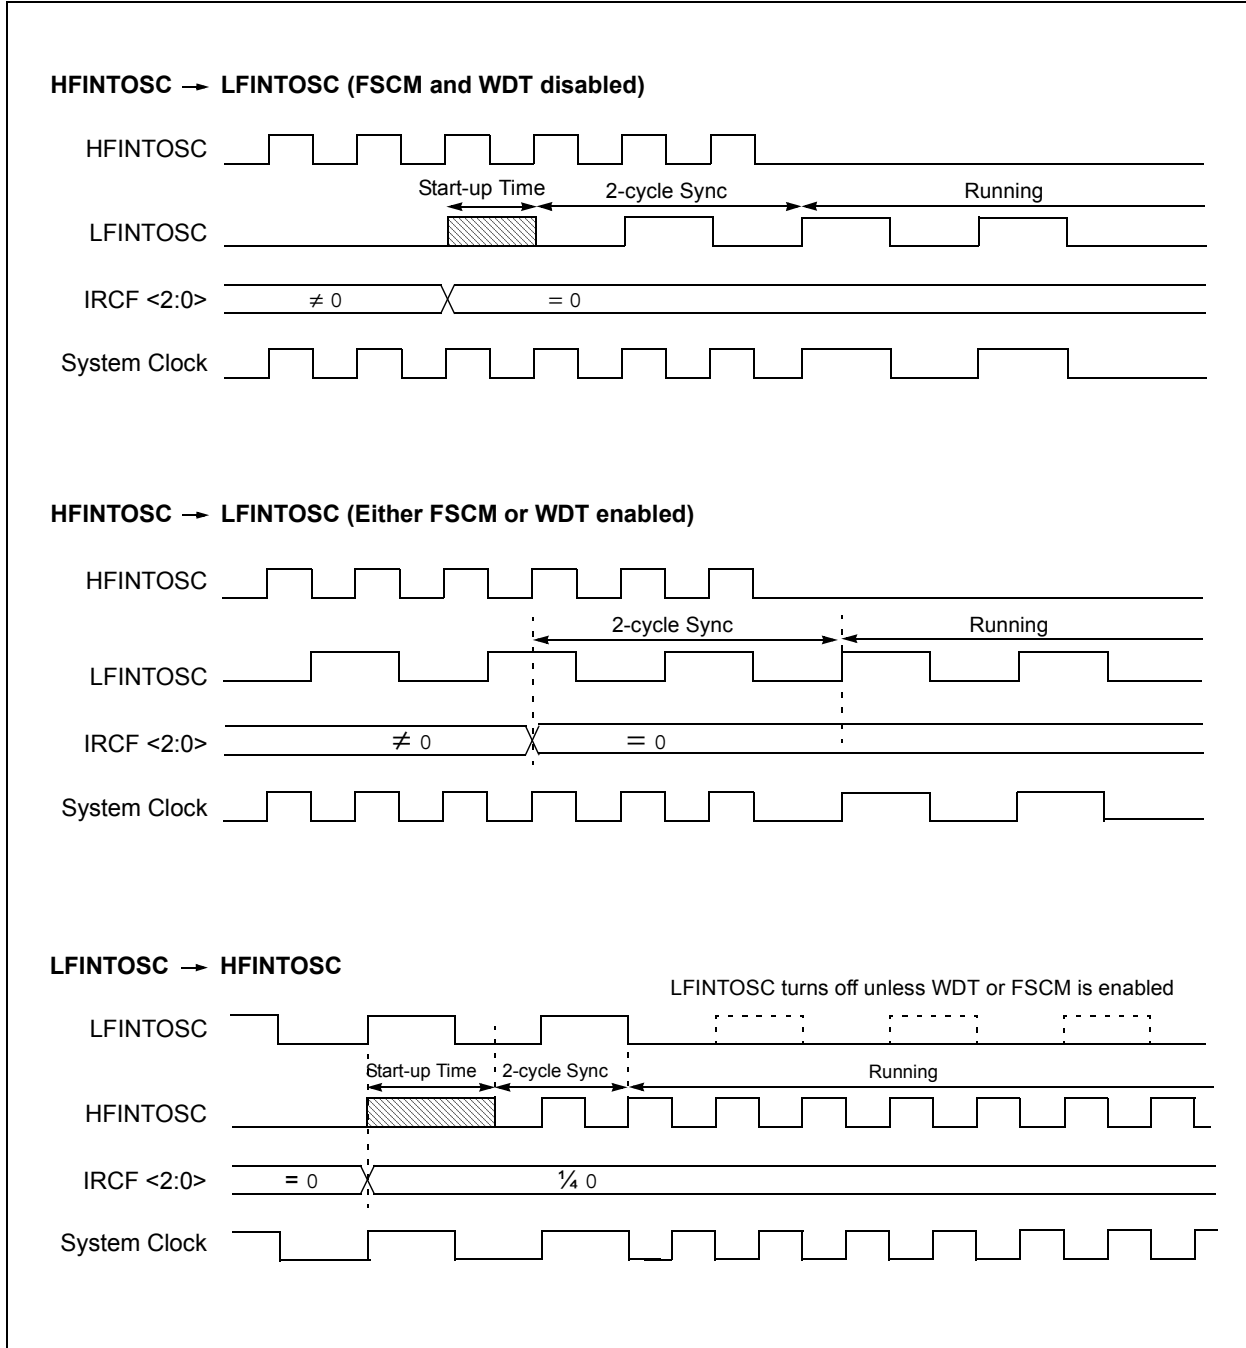 HFINTOSC → LFINTOSC (FSCM and WDT disabled)
HFINTOSC
Start-up Time 2-cycle Sync Running
LFINTOSC
IRCF <2:0> ≠ 0 = 0
System Clock
HFINTOSC → LFINTOSC (Either FSCM or WDT enabled)
HFINTOSC
2-cycle Sync Running
LFINTOSC
IRCF <2:0> ≠ 0 = 0
System Clock
LFINTOSC → HFINTOSC
LFINTOSC turns off unless WDT or FSCM is enabled
LFINTOSC
Start-up Time 2-cycle Sync Running
HFINTOSC
IRCF <2:0> = 0 ¼ 0
System Clock